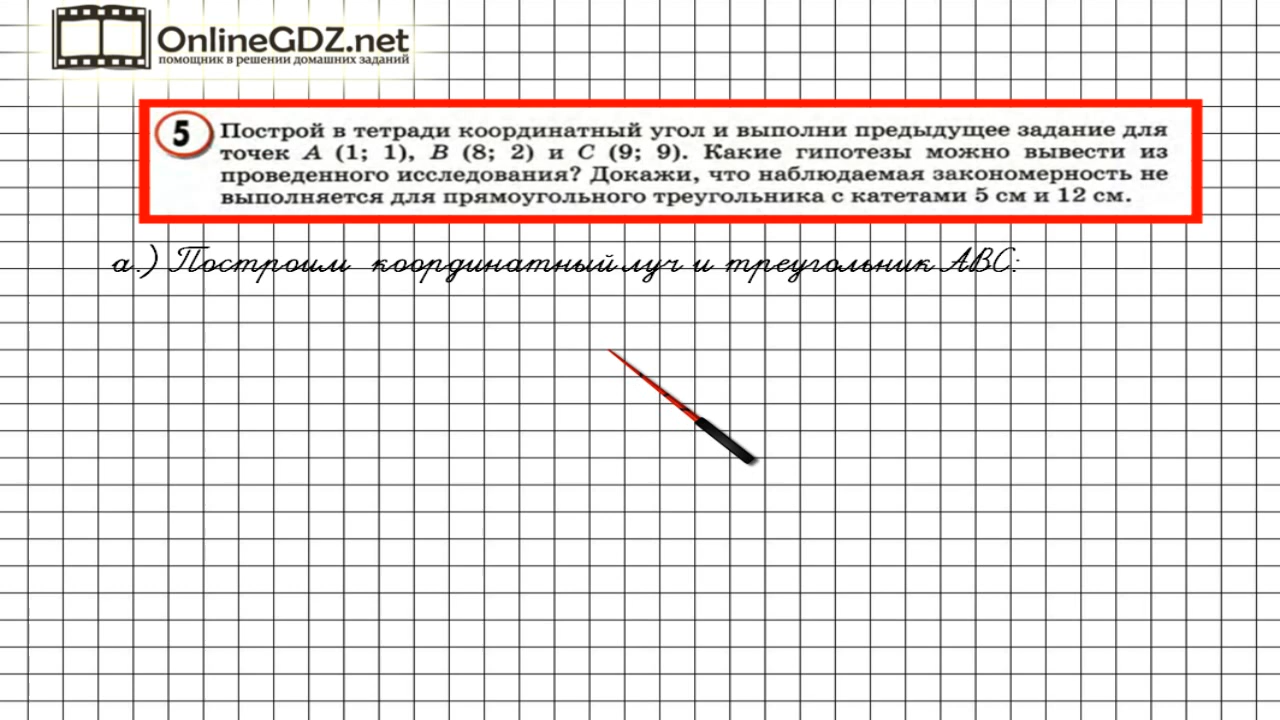 OnlineGDZ.net
помощник в решении домашних заданий
5 Построй в тетради координатный угол и выполни предыдущее задание для
точек A (1; 1), B (8; 2) и C (9; 9). Какие гипотезы можно вывести из
проведенного исследования? Докажи, что наблюдаемая закономерность не
выполняется для прямоугольного треугольника с катетами 5 см и 12 см.
а.) Построим координатный луч и треугольник ABC: